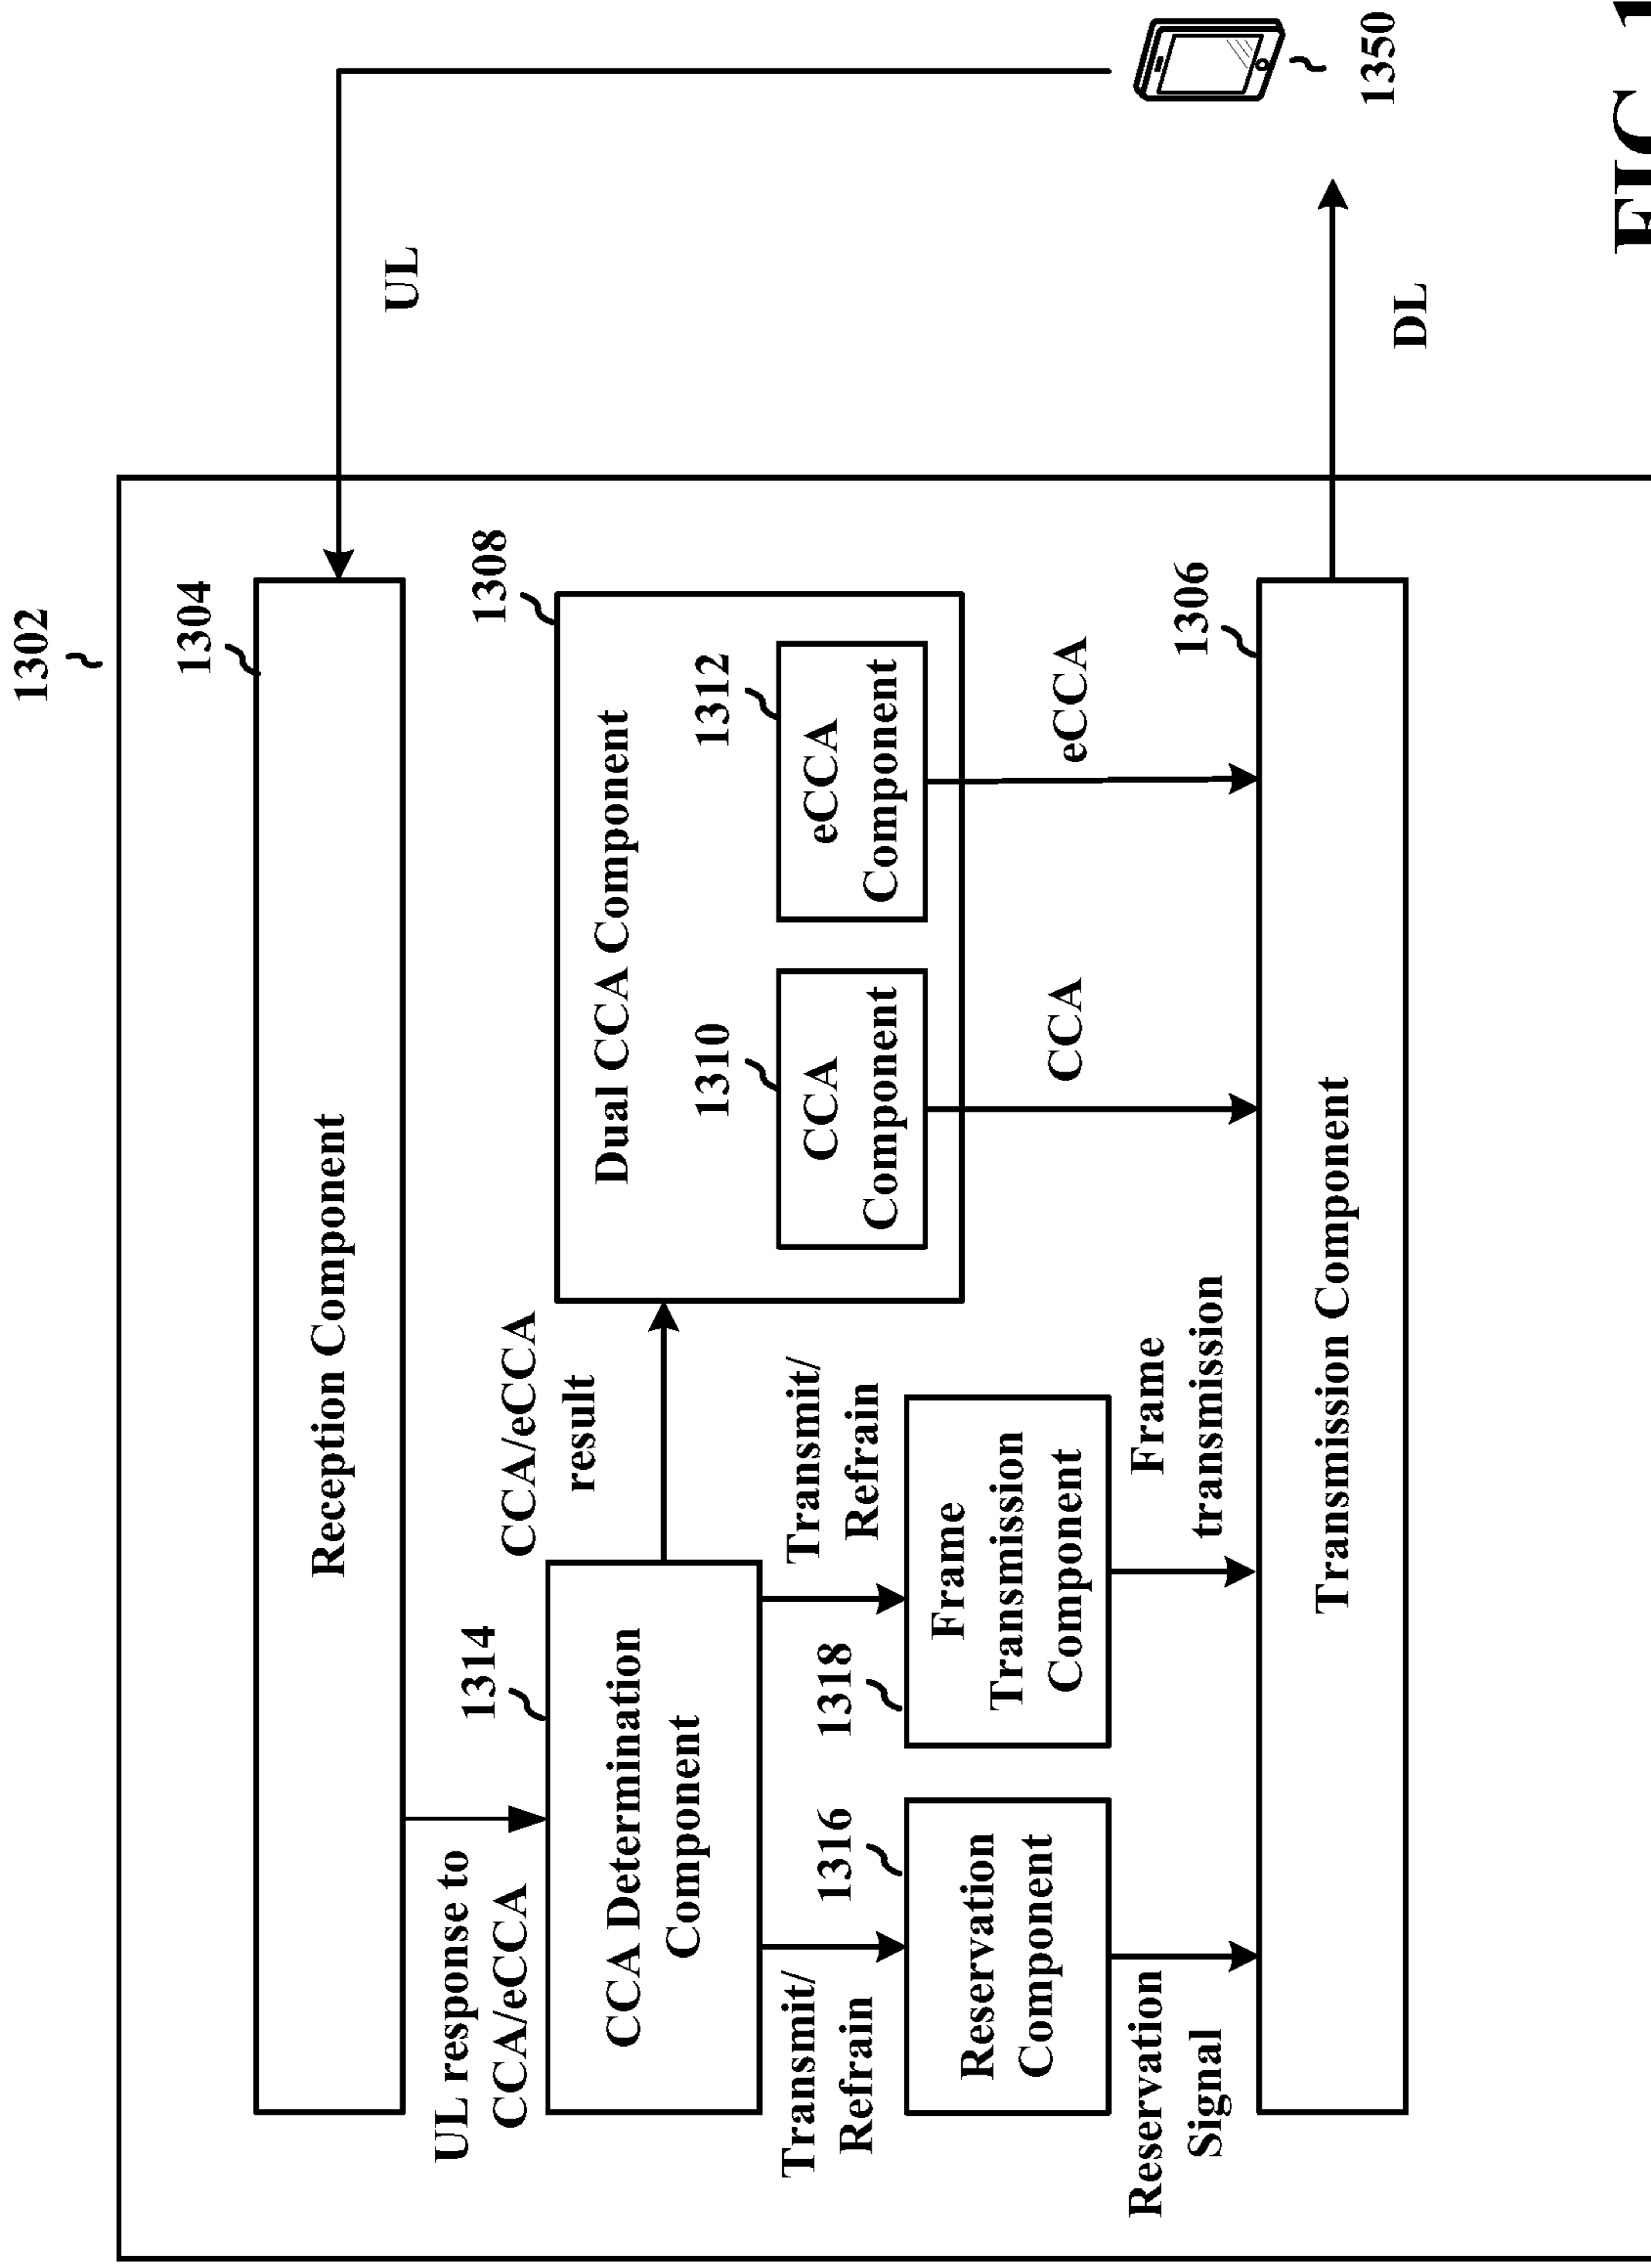 1302
1304
Reception Component
UL
UL response to
CCA/eCCA
1314
CCA Determination
Component
CCA/eCCA
result
1308
Dual CCA Component
1310
CCA
Component
1312
eCCA
Component
Transmit/
Refrain
Transmit/
Refrain
1316
Reservation
Component
1318
Frame
Transmission
Component
Reservation
Signal
Frame
transmission
CCA
eCCA
1306
Transmission Component
DL
1350